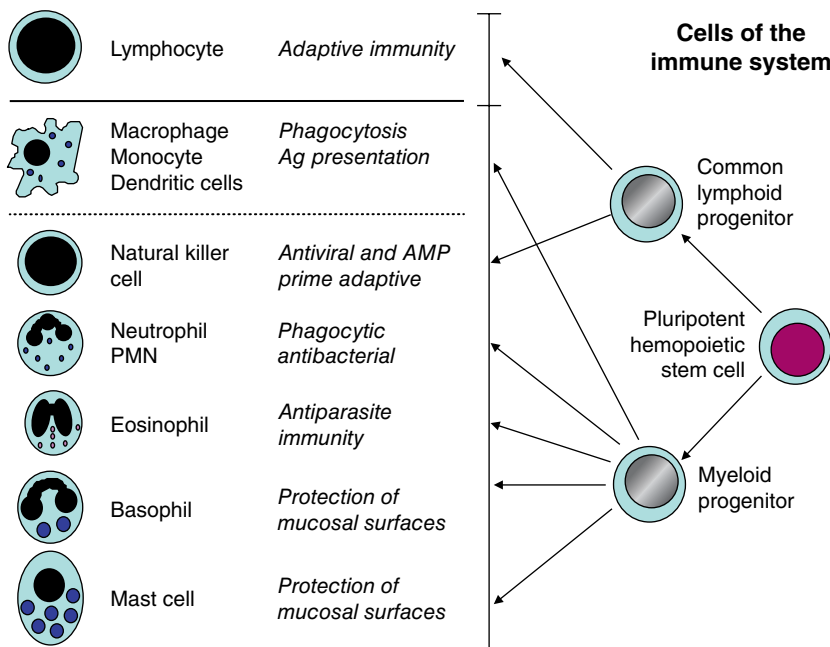 Cells of the
immune system
Lymphocyte
Adaptive immunity
Macrophage
Monocyte
Dendritic cells
Phagocytosis
Ag presentation
Natural killer
cell
Antiviral and AMP
prime adaptive
Neutrophil
PMN
Phagocytic
antibacterial
Eosinophil
Antiparasite
immunity
Basophil
Protection of
mucosal surfaces
Mast cell
Protection of
mucosal surfaces
Common
lymphoid
progenitor
Pluripotent
hemopoietic
stem cell
Myeloid
progenitor